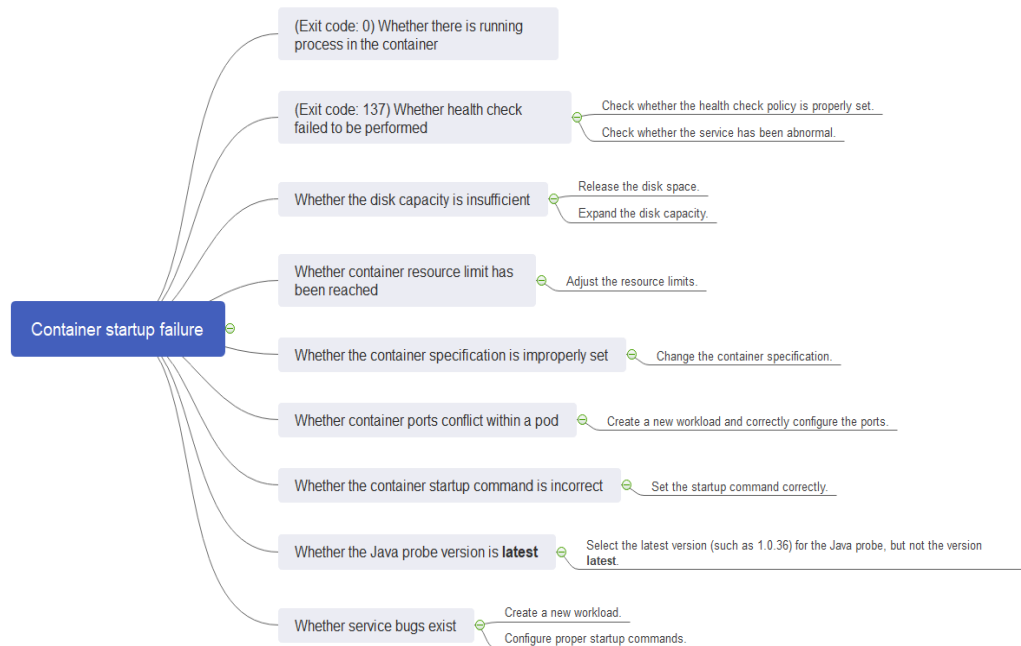 Container startup failure
(Exit code: 0) Whether there is running
process in the container
(Exit code: 137) Whether health check
failed to be performed
Check whether the health check policy is properly set.
Check whether the service has been abnormal.
Whether the disk capacity is insufficient
Release the disk space.
Expand the disk capacity.
Whether container resource limit has
been reached
Adjust the resource limits.
Whether the container specification is improperly set
Change the container specification.
Whether container ports conflict within a pod
Create a new workload and correctly configure the ports.
Whether the container startup command is incorrect
Set the startup command correctly.
Whether the Java probe version is latest
Select the latest version (such as 1.0.36) for the Java probe, but not the version
latest.
Whether service bugs exist
Create a new workload.
Configure proper startup commands.